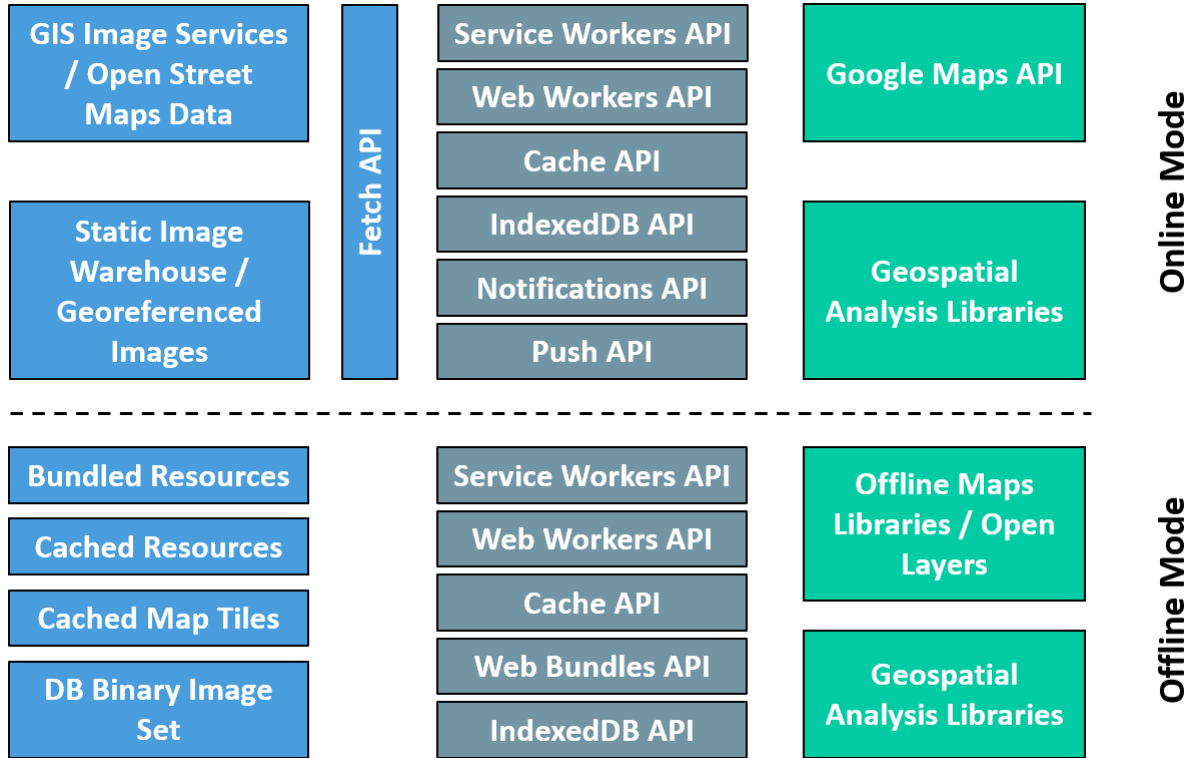 GIS Image Services
/ Open Street
Maps Data
Static Image
Warehouse /
Georeferenced
Images
Fetch API
Service Workers API
Web Workers API
Cache API
IndexedDB API
Notifications API
Push API
Google Maps API
Geospatial
Analysis Libraries
Online Mode
Bundled Resources
Cached Resources
Cached Map Tiles
DB Binary Image
Set
Service Workers API
Web Workers API
Cache API
Web Bundles API
IndexedDB API
Offline Maps
Libraries / Open
Layers
Geospatial
Analysis Libraries
Offline Mode